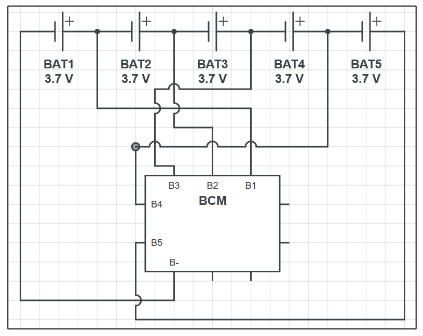 BAT1 BAT2 BAT3 BAT4 BAT5
3.7 V 3.7 V 3.7 V 3.7 V 3.7 V
B3 B2 B1
BCM
B4
B5
B-